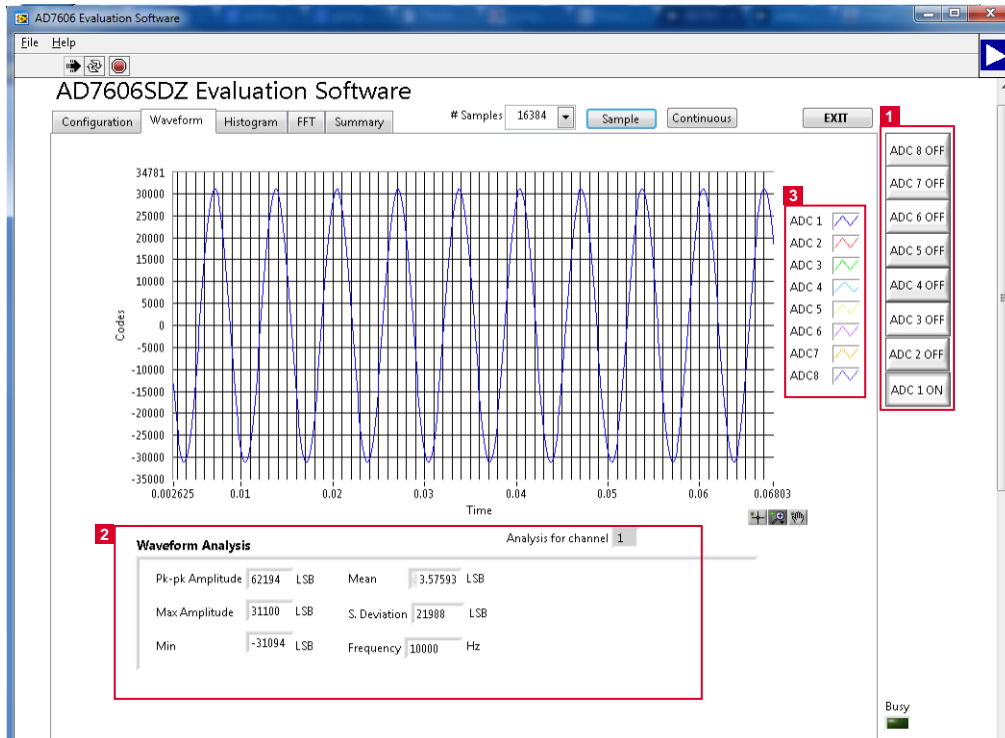 AD7606 Evaluation Software
File Help
AD7606SDZ Evaluation Software
Configuration Waveform Histogram FFT Summary # Samples 16384 Sample Continuous EXIT
1
ADC 8 OFF
ADC 7 OFF
ADC 6 OFF
ADC 5 OFF
ADC 4 OFF
ADC 3 OFF
ADC 2 OFF
ADC 1 ON
3
ADC 1
ADC 2
ADC 3
ADC 4
ADC 5
ADC 6
ADC7
ADC8
Codes
34781
30000
25000
20000
15000
10000
5000
0
-5000
-10000
-15000
-20000
-25000
-30000
-35000
0.002625 0.01 0.02 0.03 0.04 0.05 0.06 0.06803
Time
2
Waveform Analysis Analysis for channel 1
Pk-pk Amplitude 62194 LSB Mean 3.57593 LSB
Max Amplitude 31100 LSB S. Deviation 21988 LSB
Min -31094 LSB Frequency 10000 Hz
Busy